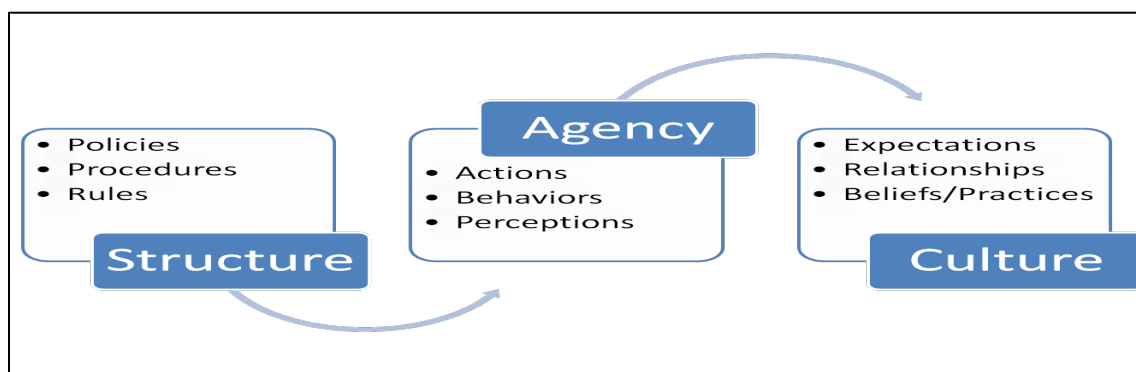 • Policies
• Procedures
• Rules
Structure
Agency
• Actions
• Behaviors
• Perceptions
• Expectations
• Relationships
• Beliefs/Practices
Culture